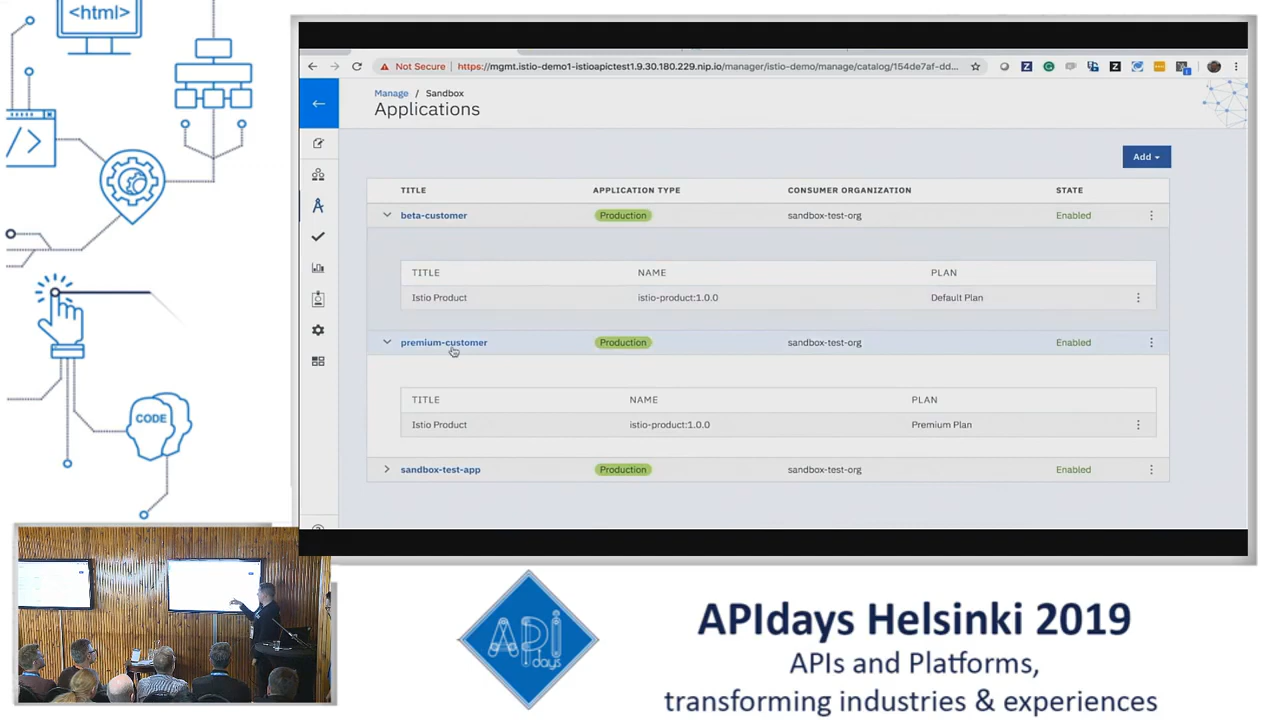 <html>
</>
CODE
Not Secure | https://mgmt.istio-demo1-istioapictest1.9.30.180.229.nip.io/manager/istio-demo/manage/catalog/154de7af-dd...
Manage / Sandbox
Applications
Add
TITLE APPLICATION TYPE CONSUMER ORGANIZATION STATE
beta-customer Production sandbox-test-org Enabled
TITLE NAME PLAN
Istio Product istio-product:1.0.0 Default Plan
premium-customer Production sandbox-test-org Enabled
TITLE NAME PLAN
Istio Product istio-product:1.0.0 Premium Plan
sandbox-test-app Production sandbox-test-org Enabled
API
days
APIdays Helsinki 2019
APIs and Platforms,
transforming industries & experiences